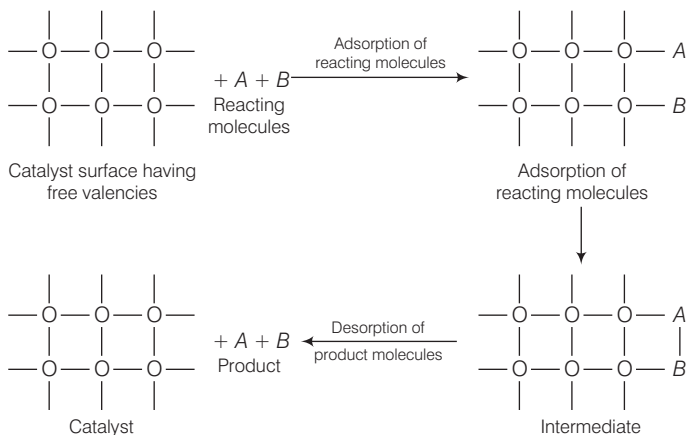 O O O
O O O
+ A + B
Reacting
molecules
Adsorption of
reacting molecules
O O O A
O O O B
Catalyst surface having
free valencies
Adsorption of
reacting molecules
O O O
O O O
+ A + B
Product
Desorption of
product molecules
O O O A
O O O B
Catalyst
Intermediate